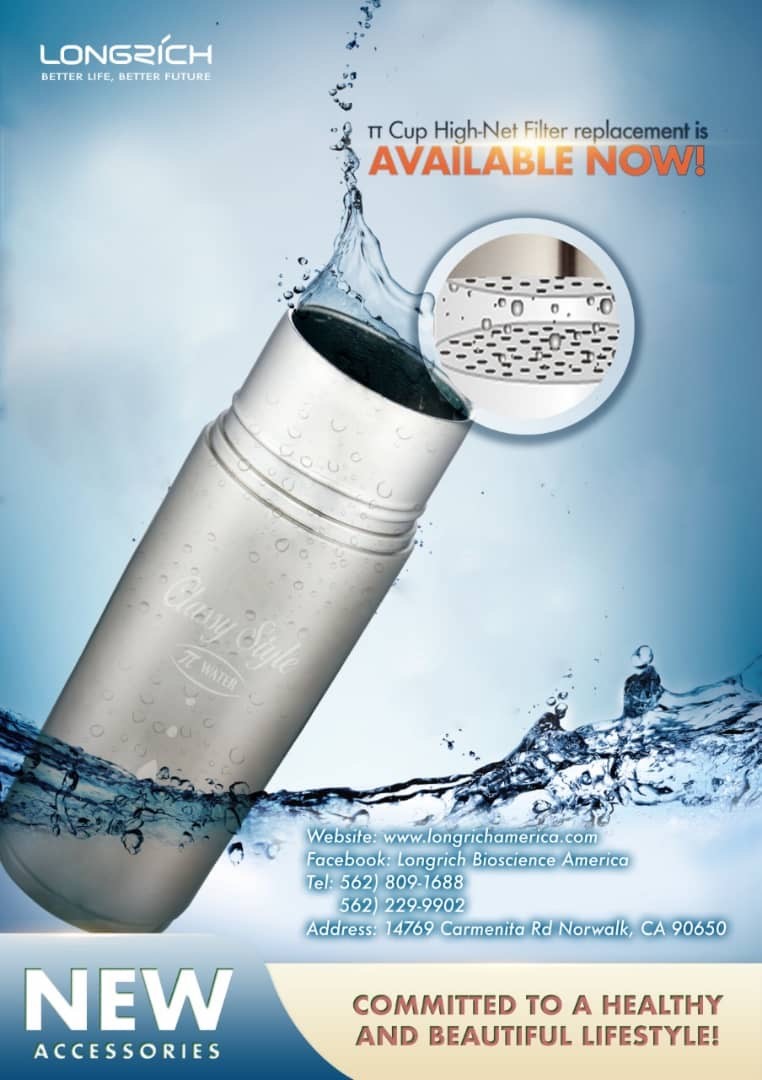 LONGRÍCH
BETTER LIFE, BETTER FUTURE
π Cup High-Net Filter replacement is
AVAILABLE NOW!
Classy Style
π WATER
Website: www.longrichamerica.com
Facebook: Longrich Bioscience America
Tel: 562) 809-1688
562) 229-9902
Address: 14769 Carmenita Rd Norwalk, CA 90650
NEW
ACCESSORIES
COMMITTED TO A HEALTHY
AND BEAUTIFUL LIFESTYLE!